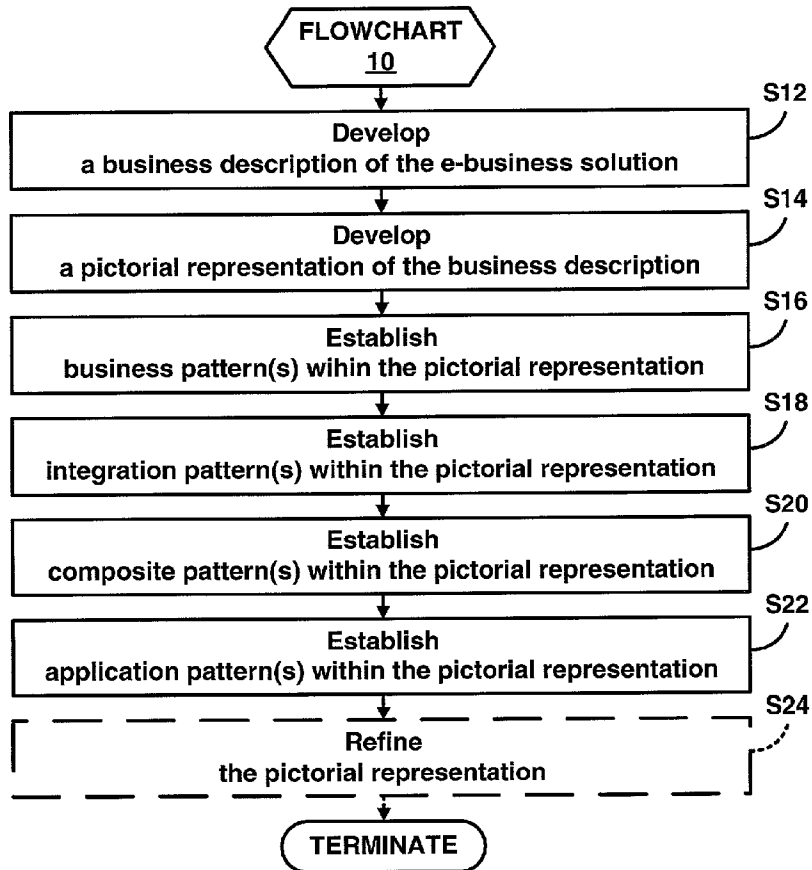 FLOWCHART
10
S12
Develop
a business description of the e-business solution
S14
Develop
a pictorial representation of the business description
S16
Establish
business pattern(s) wihin the pictorial representation
S18
Establish
integration pattern(s) within the pictorial representation
S20
Establish
composite pattern(s) within the pictorial representation
S22
Establish
application pattern(s) within the pictorial representation
S24
Refine
the pictorial representation
TERMINATE